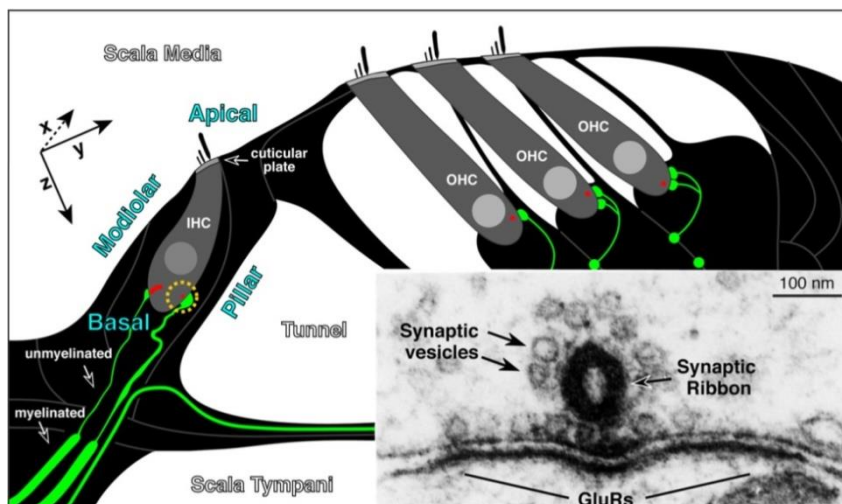 Scala Media
x
y
z
Apical
cuticular
plate
Modiolar
IHC
Pillar
Basal
Tunnel
unmyelinated
myelinated
Scala Tympani
OHC
OHC
OHC
100 nm
Synaptic
vesicles
Synaptic
Ribbon
GluRs